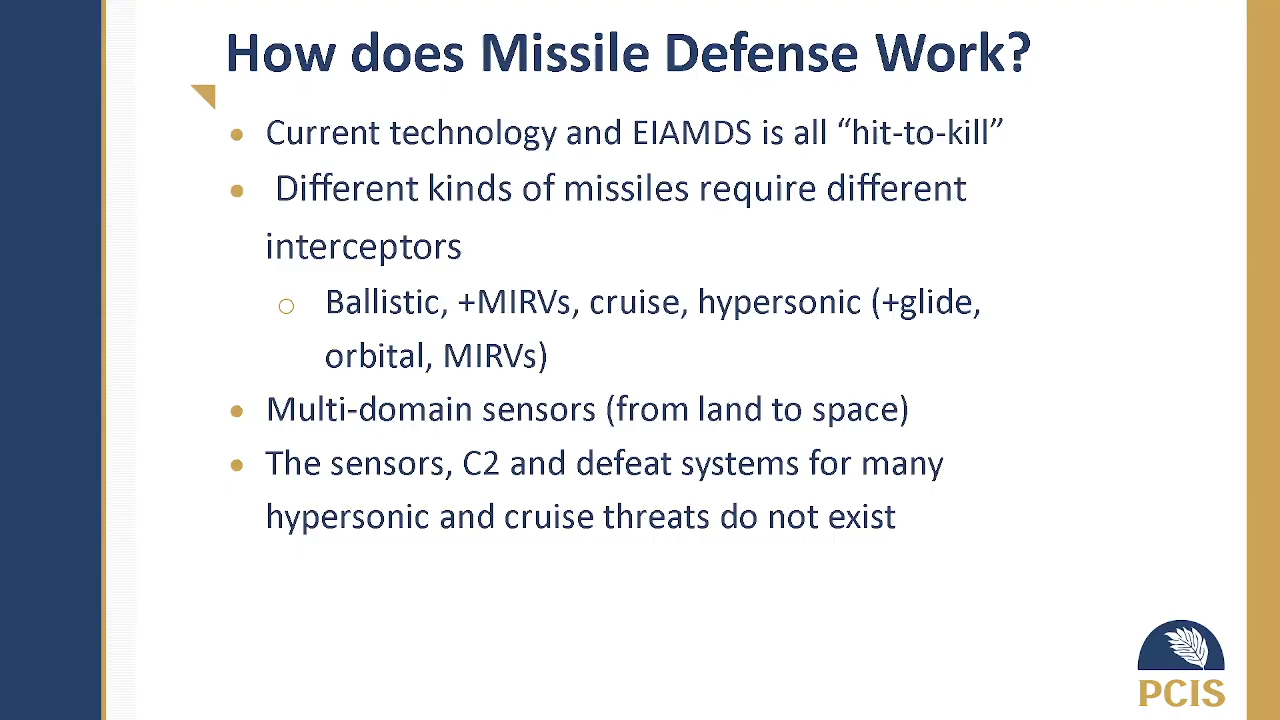 How does Missile Defense Work?
• Current technology and EIAMDS is all “hit-to-kill”
• Different kinds of missiles require different
interceptors
○ Ballistic, +MIRVs, cruise, hypersonic (+glide,
orbital, MIRVs)
• Multi-domain sensors (from land to space)
• The sensors, C2 and defeat systems for many
hypersonic and cruise threats do not exist
PCIS